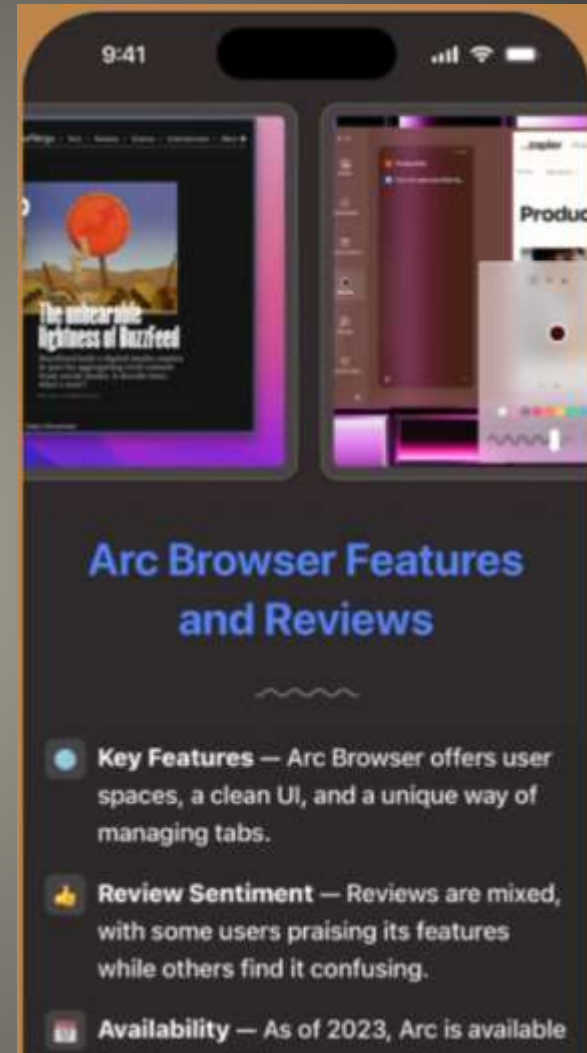 9:41
zapier
Produc
The unbearable
lightness of BuzzFeed
Arc Browser Features
and Reviews
Key Features — Arc Browser offers user
spaces, a clean UI, and a unique way of
managing tabs.
Review Sentiment — Reviews are mixed,
with some users praising its features
while others find it confusing.
Availability — As of 2023, Arc is available